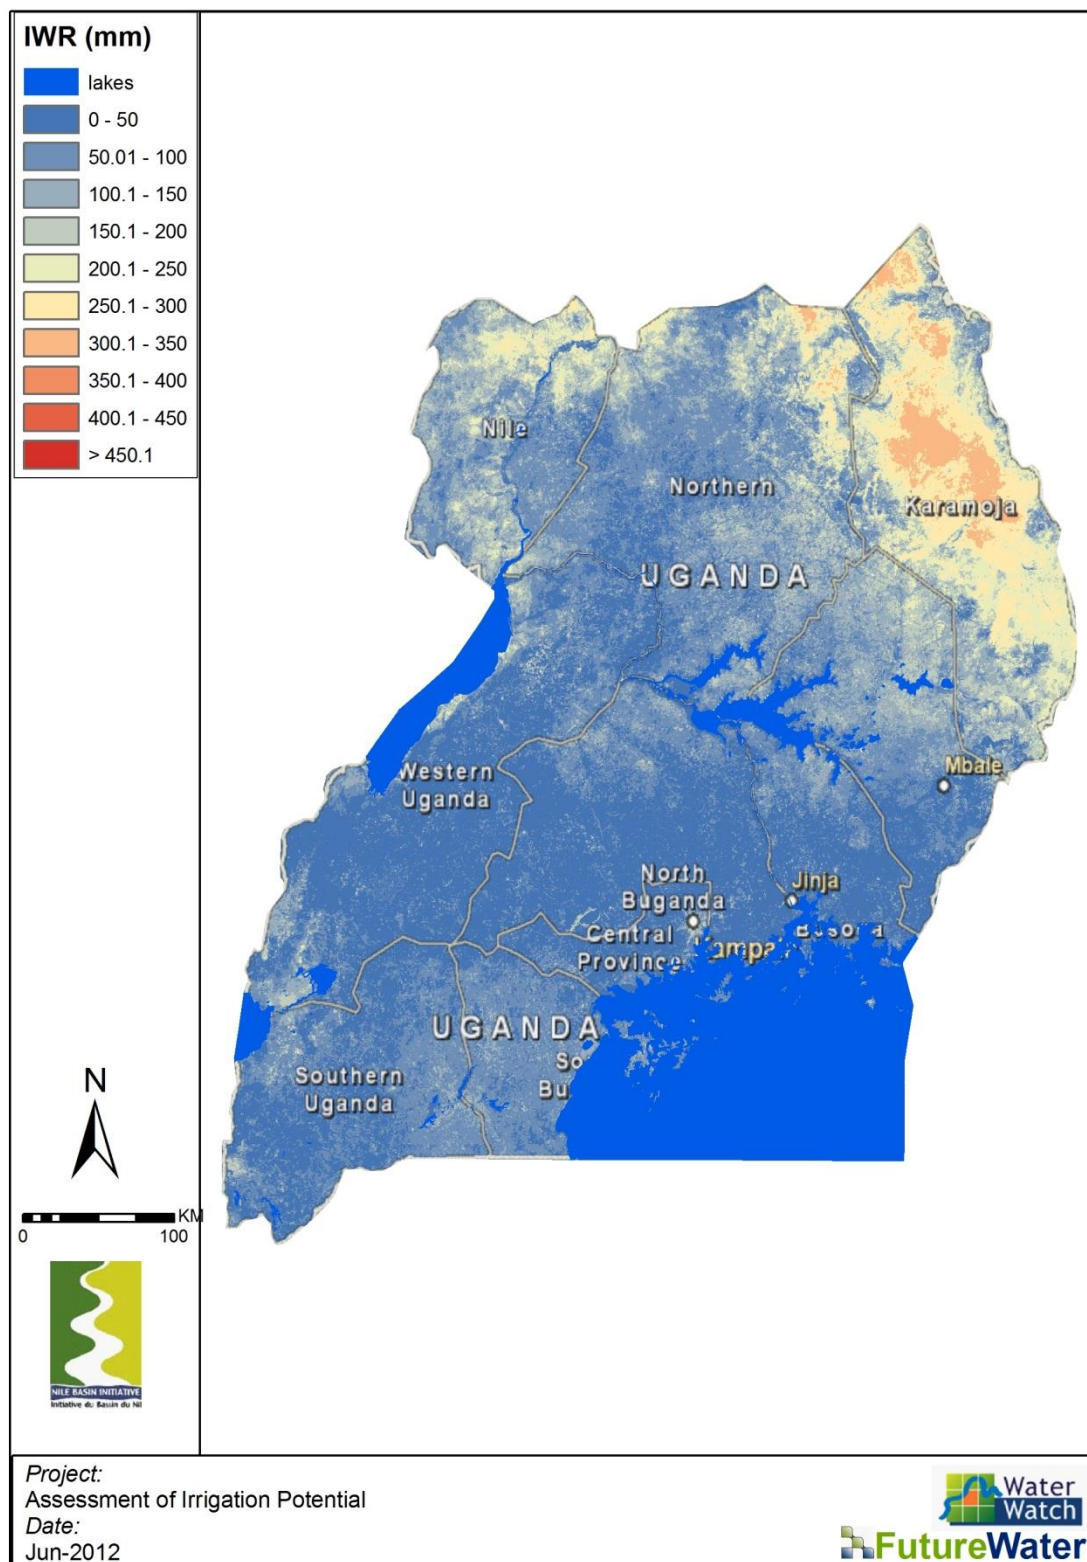 IWR (mm)
lakes
0 - 50
50.01 - 100
100.1 - 150
150.1 - 200
200.1 - 250
250.1 - 300
300.1 - 350
350.1 - 400
400.1 - 450
> 450.1
Nile
Northern
Karamoja
UGANDA
Western
Uganda
Mbale
North
Buganda
Jinja
Central
Province
UGANDA
So
Bu
Southern
Uganda
N
KM
0 100
NILE BASIN INITIATIVE
Initiative du Bassin du Nil
Project:
Assessment of Irrigation Potential
Date:
Jun-2012
Water
Watch
FutureWater